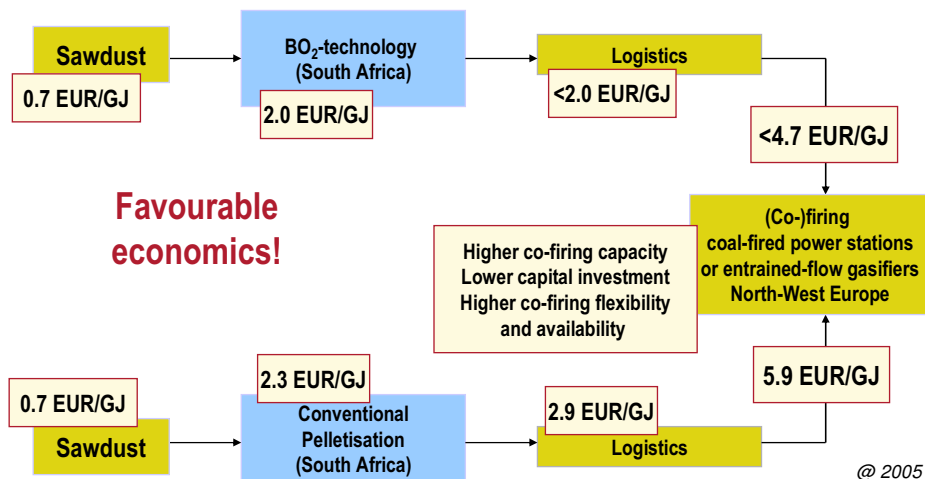 Sawdust
0.7 EUR/GJ
BO₂-technology
(South Africa)
2.0 EUR/GJ
Logistics
<2.0 EUR/GJ
<4.7 EUR/GJ
Favourable
economics!
Higher co-firing capacity
Lower capital investment
Higher co-firing flexibility
and availability
(Co-)firing
coal-fired power stations
or entrained-flow gasifiers
North-West Europe
0.7 EUR/GJ
Sawdust
2.3 EUR/GJ
Conventional
Pelletisation
(South Africa)
2.9 EUR/GJ
Logistics
5.9 EUR/GJ
@ 2005